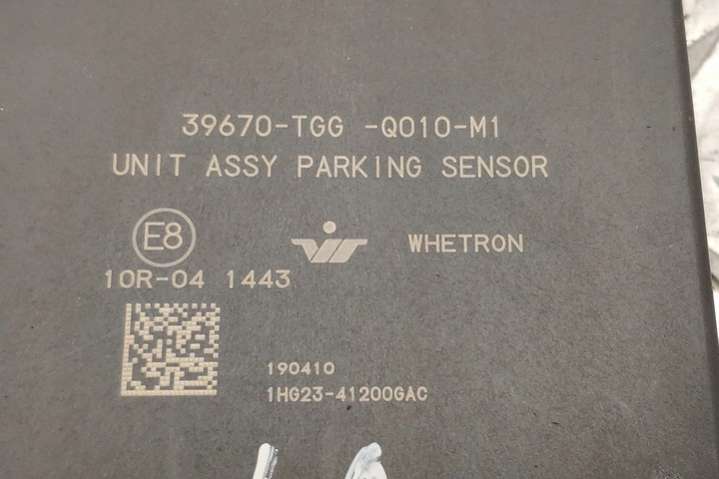 39670-TGG -Q010-M1
UNIT ASSY PARKING SENSOR
E8
WHETRON
10R-04 1443
190410
1HG23-41200GAC